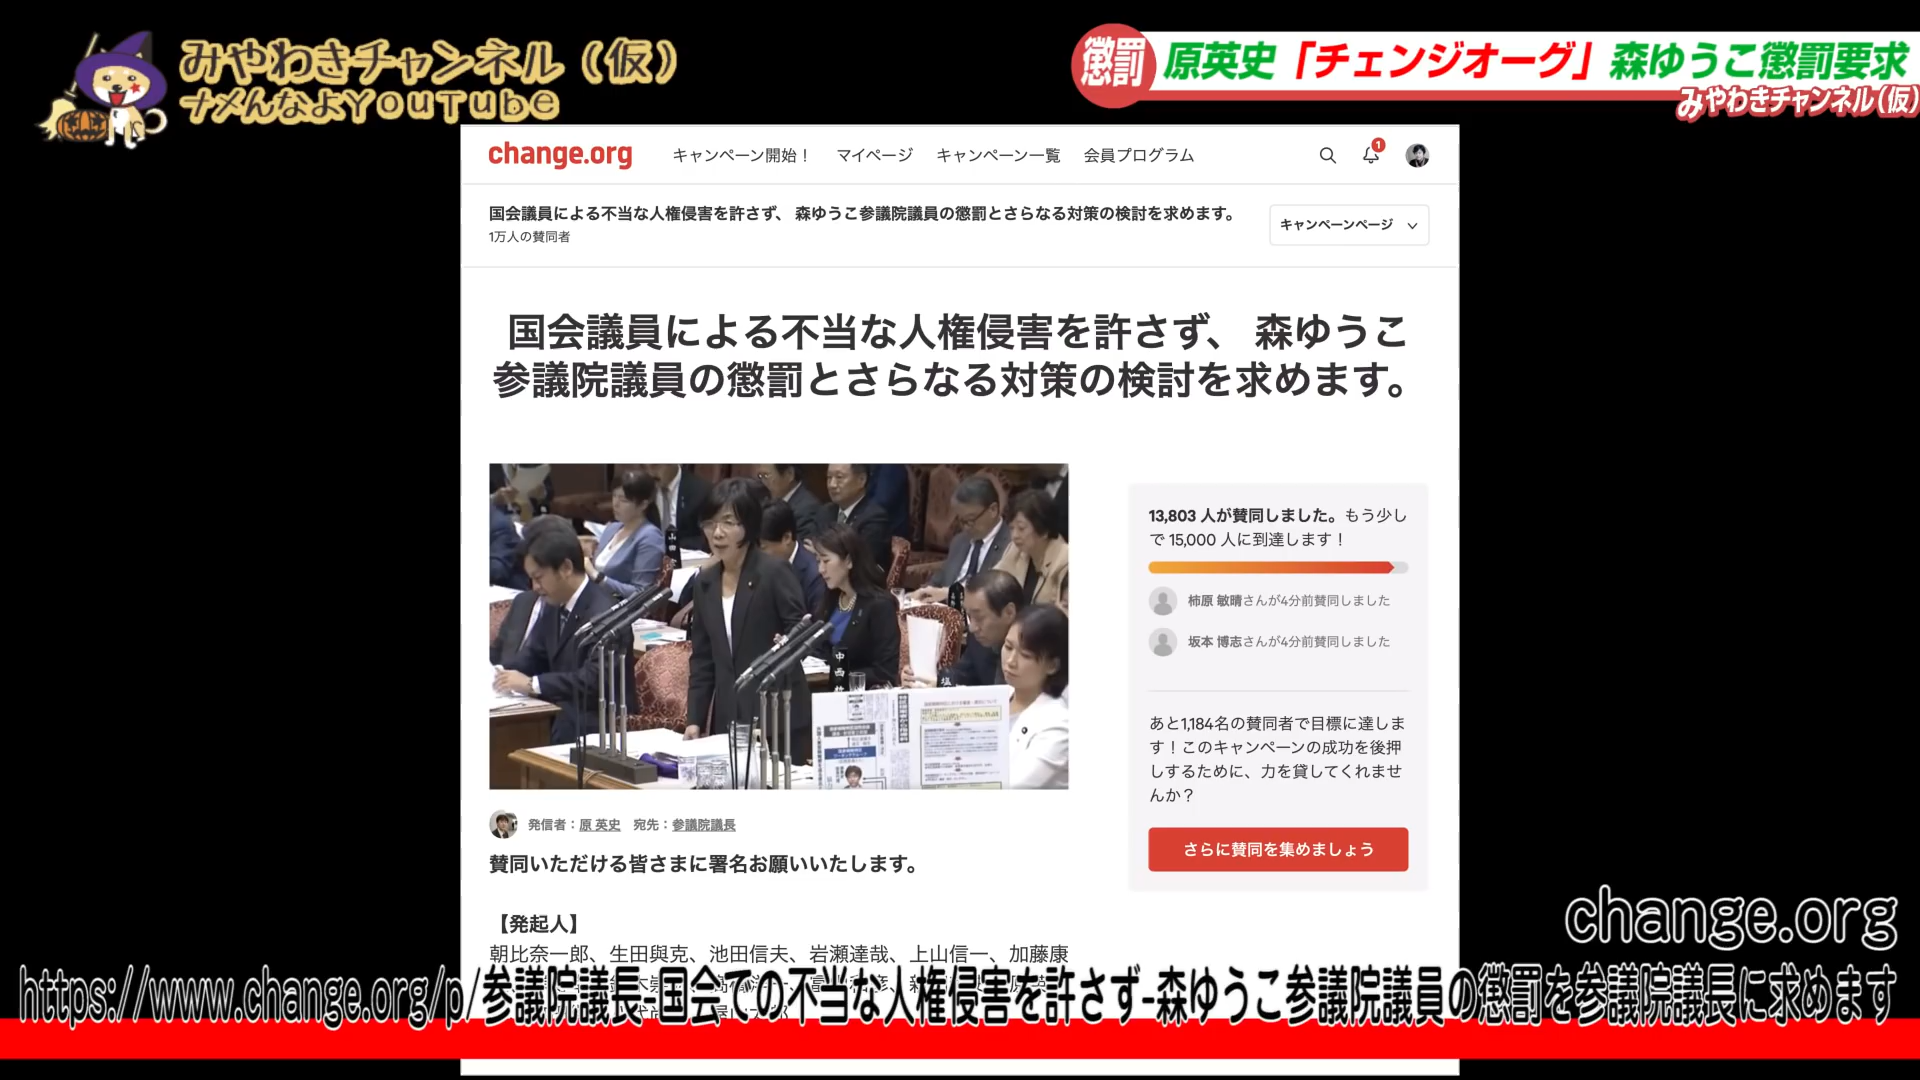 みやわきチャンネル（仮）
ナメんなよYouTube
懲罰
原英史「チェンジオーグ」森ゆうこ懲罰要求
みやわきチャンネル（仮）
change.org
キャンペーン開始！
マイページ
キャンペーン一覧
会員プログラム
1
国会議員による不当な人権侵害を許さず、 森ゆうこ参議院議員の懲罰とさらなる対策の検討を求めます。
1万人の賛同者
キャンペーンページ
国会議員による不当な人権侵害を許さず、 森ゆうこ
参議院議員の懲罰とさらなる対策の検討を求めます。
山田
中西
塩
13,803 人が賛同しました。もう少し
で 15,000 人に到達します！
柿原 敏晴さんが4分前賛同しました
坂本 博志さんが4分前賛同しました
あと1,184名の賛同者で目標に達しま
す！このキャンペーンの成功を後押
しするために、力を貸してくれませ
んか？
さらに賛同を集めましょう
発信者：原 英史 宛先：参議院議長
賛同いただける皆さまに署名お願いいたします。
【発起人】
朝比奈一郎、生田與克、池田信夫、岩瀬達哉、上山信一、加藤康
change.org
https://www.change.org/p/参議院議長-国会での不当な人権侵害を許さず-森ゆうこ参議院議員の懲罰を参議院議長に求めます